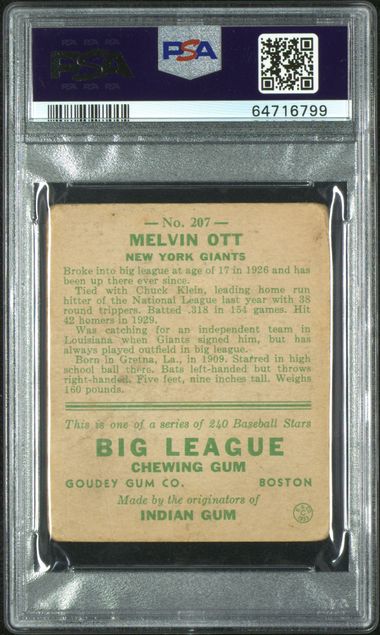 PSA
PSA
64716799
— No. 207 —
MELVIN OTT
NEW YORK GIANTS
Broke into big league at age of 17 in 1926 and has
been up there ever since.
Tied with Chuck Klein, leading home run
hitter of the National League last year with 38
round trippers. Batted .318 in 154 games. Hit
42 homers in 1929.
Was catching for an independent team in
Louisiana when Giants signed him, but has
always played outfield in big league.
Born in Gretna, La., in 1909. Starred in high
school ball there. Bats left-handed but throws
right-handed. Five feet, nine inches tall. Weighs
160 pounds.
This is one of a series of 240 Baseball Stars
BIG LEAGUE
CHEWING GUM
GOUDEY GUM CO. BOSTON
Made by the originators of
INDIAN GUM